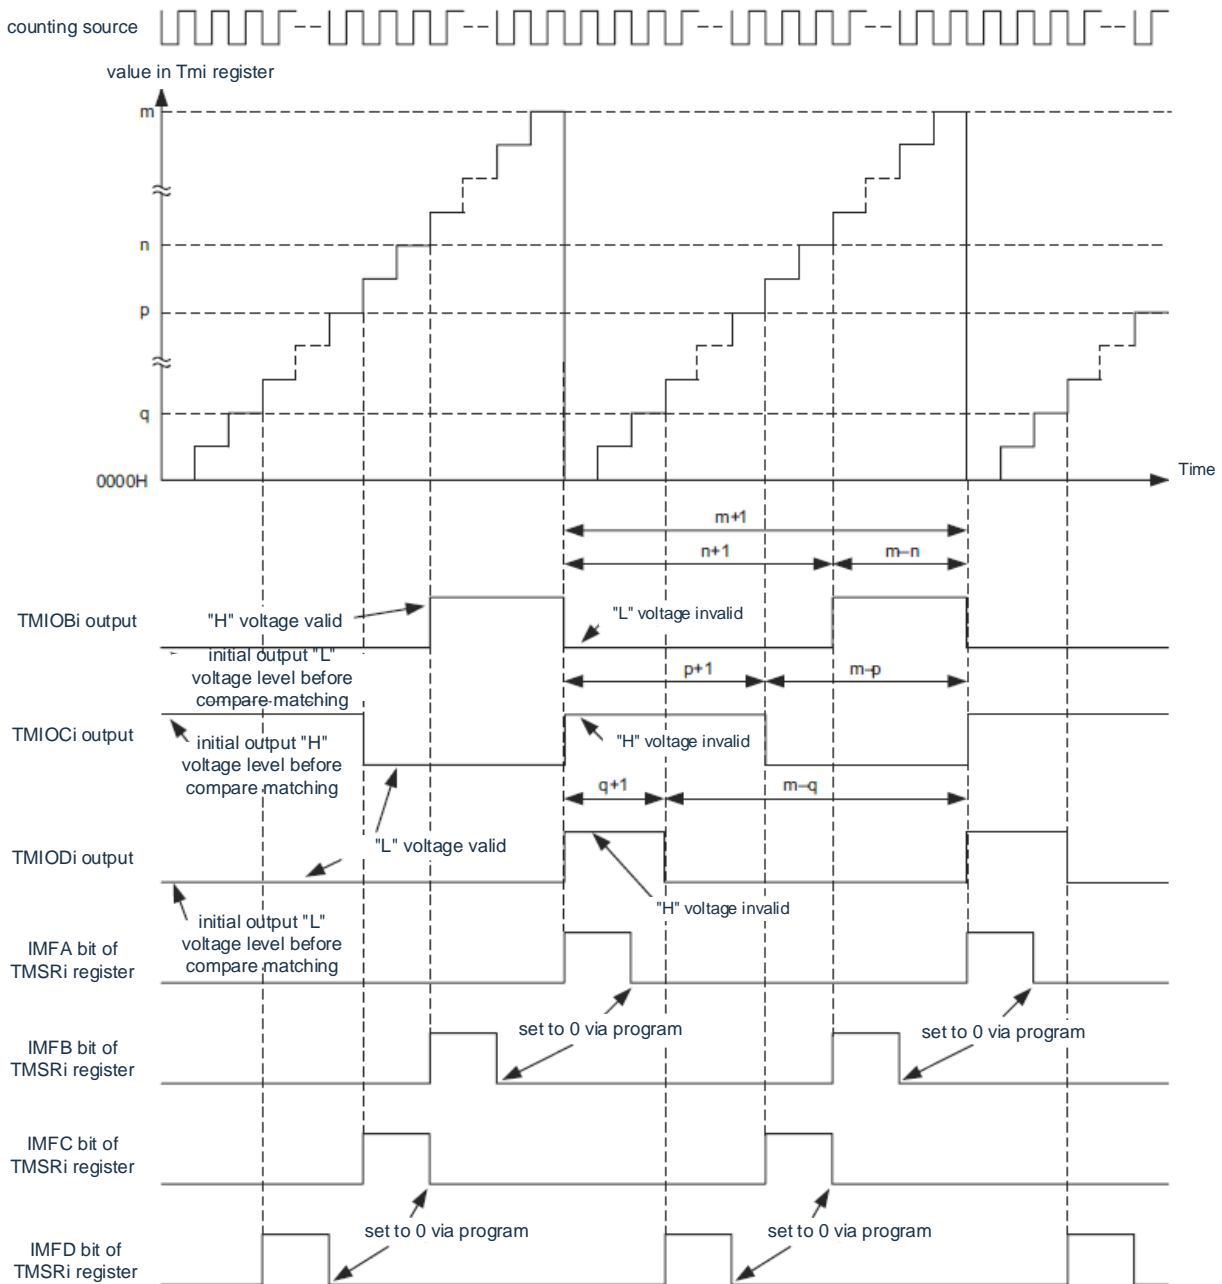 counting source
value in Tmi register
m
n
p
q
0000H
Time
m+1
n+1
m–n
TMIOBi output
"H" voltage valid
"L" voltage invalid
initial output "L"
voltage level before
compare matching
p+1
m–p
TMIOCi output
initial output "H"
voltage level before
compare matching
"H" voltage invalid
q+1
m–q
"L" voltage valid
TMIODi output
"H" voltage invalid
initial output "L"
voltage level before
compare matching
IMFA bit of
TMSRi register
set to 0 via program
set to 0 via program
IMFB bit of
TMSRi register
IMFC bit of
TMSRi register
set to 0 via program
set to 0 via program
IMFD bit of
TMSRi register